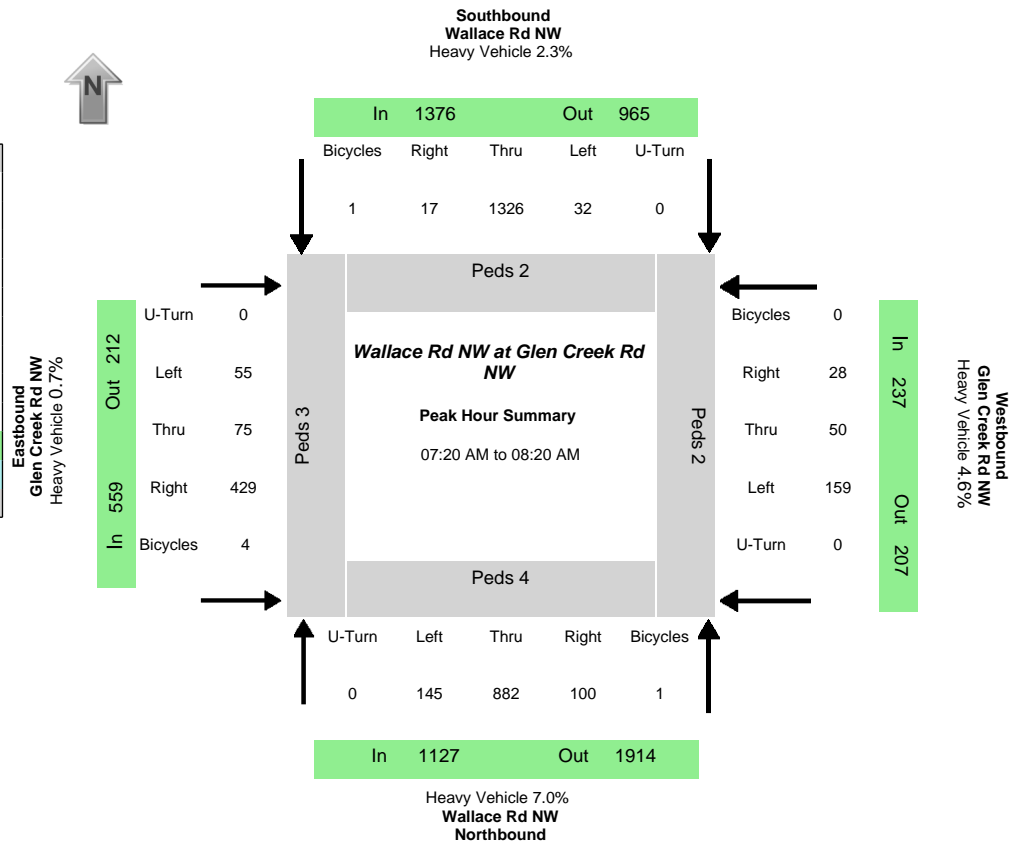 Southbound
Wallace Rd NW
Heavy Vehicle 2.3%
N
In 1376 Out 965
Bicycles Right Thru Left U-Turn
1 17 1326 32 0
Peds 2
Eastbound
Glen Creek Rd NW
Heavy Vehicle 0.7%
In 559 Out 212
U-Turn 0
Left 55
Thru 75
Right 429
Bicycles 4
Peds 3
Wallace Rd NW at Glen Creek Rd
NW
Peak Hour Summary
07:20 AM to 08:20 AM
Peds 2
Bicycles 0
Right 28
Thru 50
Left 159
U-Turn 0
In 237 Out 207
Westbound
Glen Creek Rd NW
Heavy Vehicle 4.6%
Peds 4
U-Turn Left Thru Right Bicycles
0 145 882 100 1
In 1127 Out 1914
Heavy Vehicle 7.0%
Wallace Rd NW
Northbound